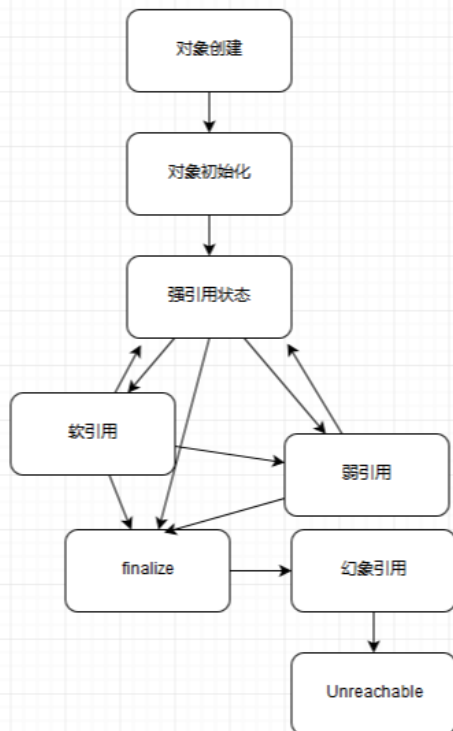 对象创建
对象初始化
强引用状态
软引用
弱引用
finalize
幻象引用
Unreachable